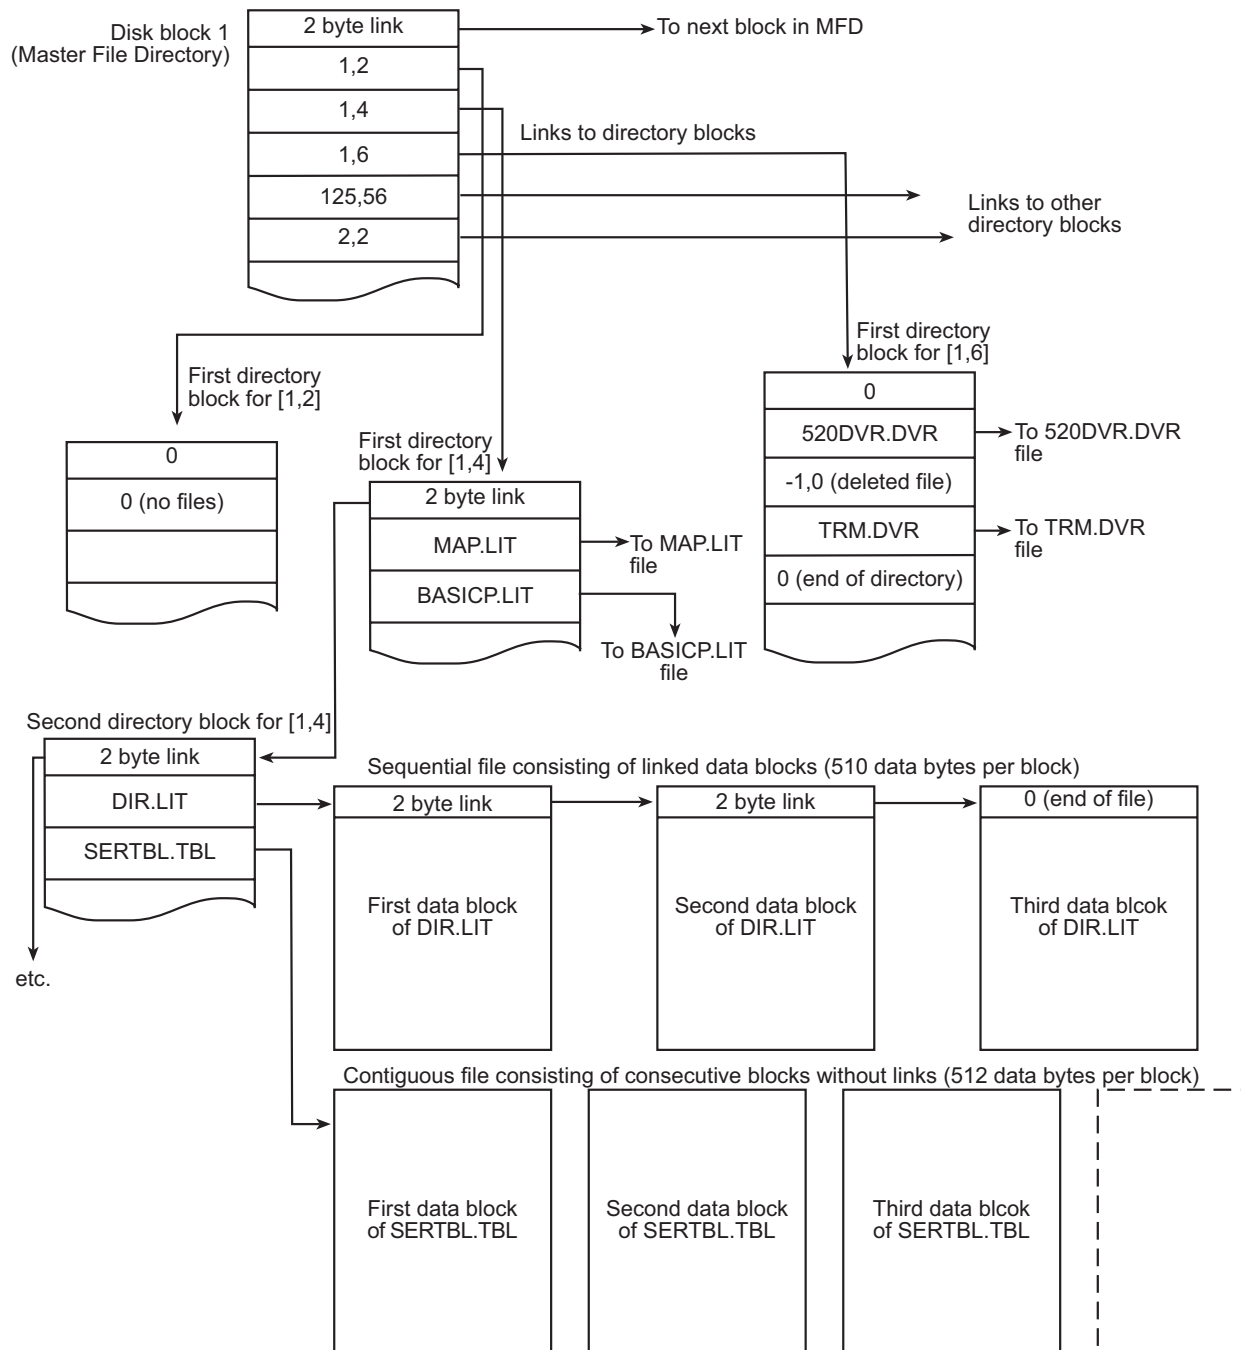 Disk block 1
(Master File Directory)
2 byte link
To next block in MFD
1,2
1,4
Links to directory blocks
1,6
125,56
Links to other
directory blocks
2,2
First directory
block for [1,2]
0
0 (no files)
First directory
block for [1,4]
2 byte link
MAP.LIT
To MAP.LIT
file
BASICP.LIT
To BASICP.LIT
file
First directory
block for [1,6]
0
520DVR.DVR
To 520DVR.DVR
file
-1,0 (deleted file)
TRM.DVR
To TRM.DVR
file
0 (end of directory)
Second directory block for [1,4]
2 byte link
DIR.LIT
SERTBL.TBL
etc.
Sequential file consisting of linked data blocks (510 data bytes per block)
2 byte link
First data block
of DIR.LIT
2 byte link
Second data block
of DIR.LIT
0 (end of file)
Third data blcok
of DIR.LIT
Contiguous file consisting of consecutive blocks without links (512 data bytes per block)
First data block
of SERTBL.TBL
Second data block
of SERTBL.TBL
Third data blcok
of SERTBL.TBL